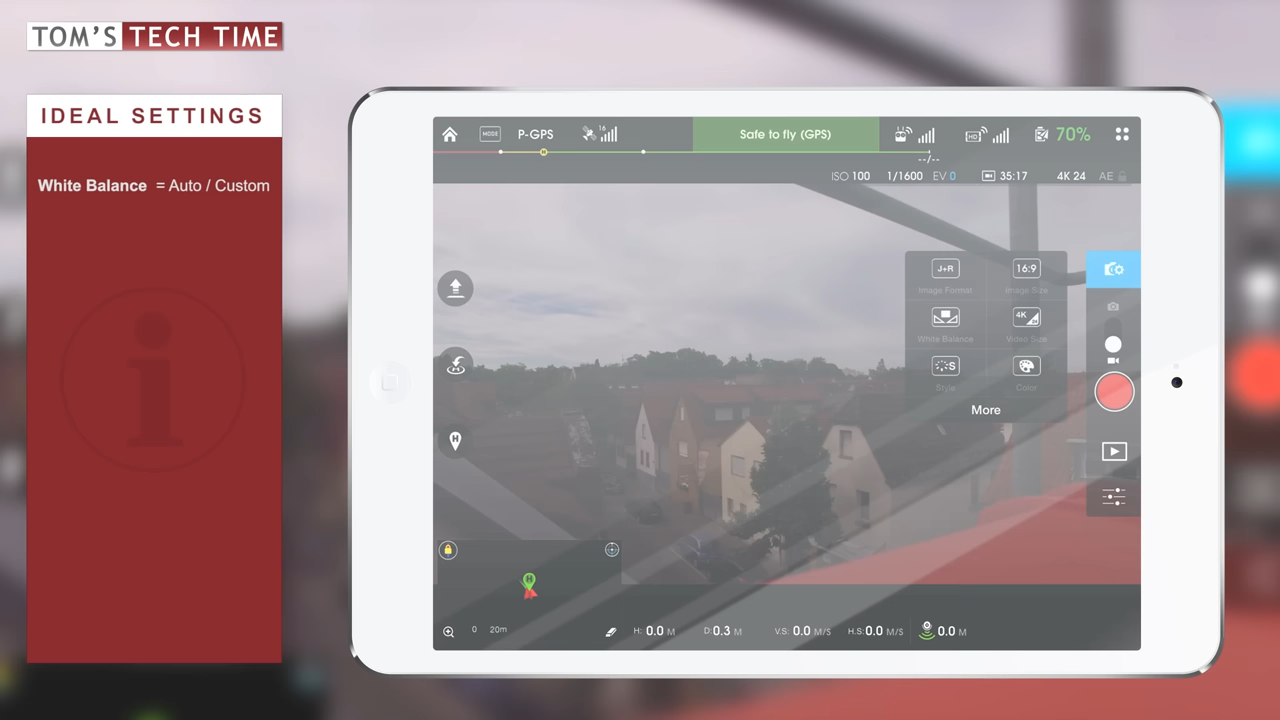 TOM'S TECH TIME
IDEAL SETTINGS
White Balance = Auto / Custom
MODE P-GPS 16 Safe to fly (GPS) HD 70%
--/--
ISO 100 1/1600 EV 0 35:17 4K 24 AE
J+R 16:9
Image Format Image Size
4K
White Balance Video Size
S
Style Color
More
H
H
H
0 20m H: 0.0 M D: 0.3 M V.S: 0.0 M/S H.S: 0.0 M/S 0.0 M